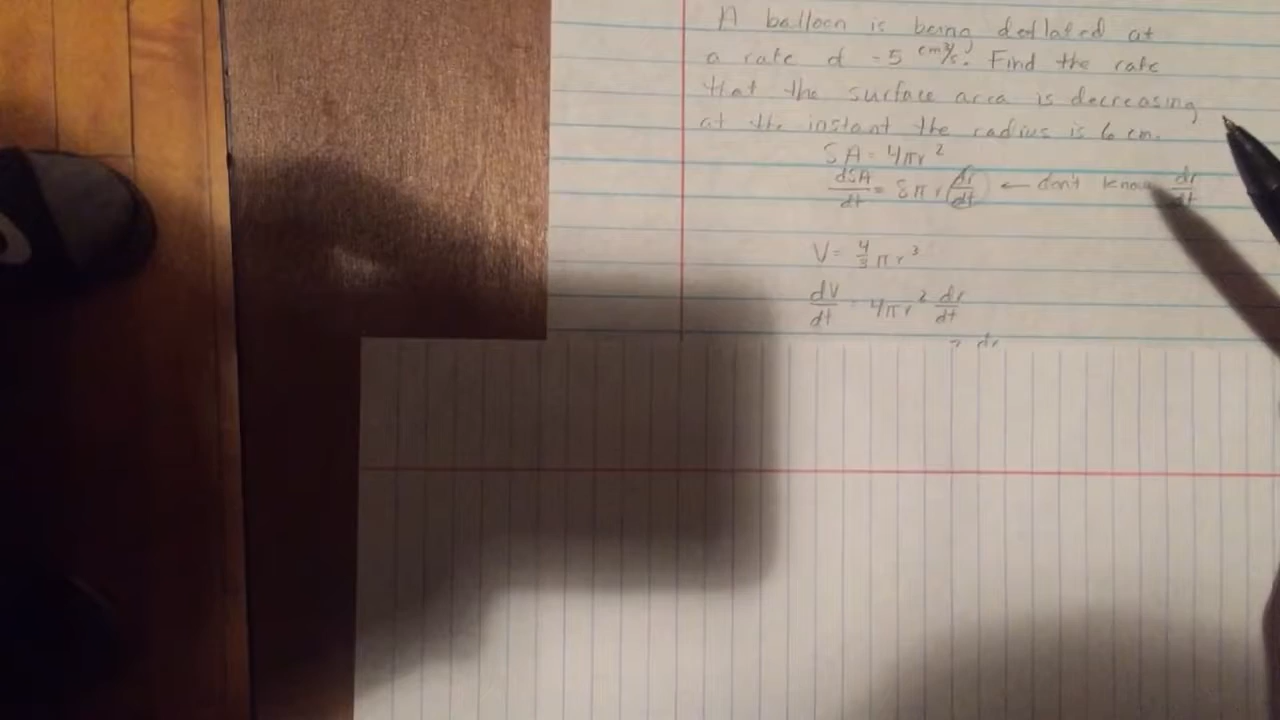 A balloon is being deflated at
a rate of -5 cm³/s. Find the rate
that the surface area is decreasing
at the instant the radius is 6 cm.
SA = 4πr²
dSA/dt = 8πr dr/dt ← don't know dr/dt
V = 4/3 πr³
dV/dt = 4πr² dr/dt